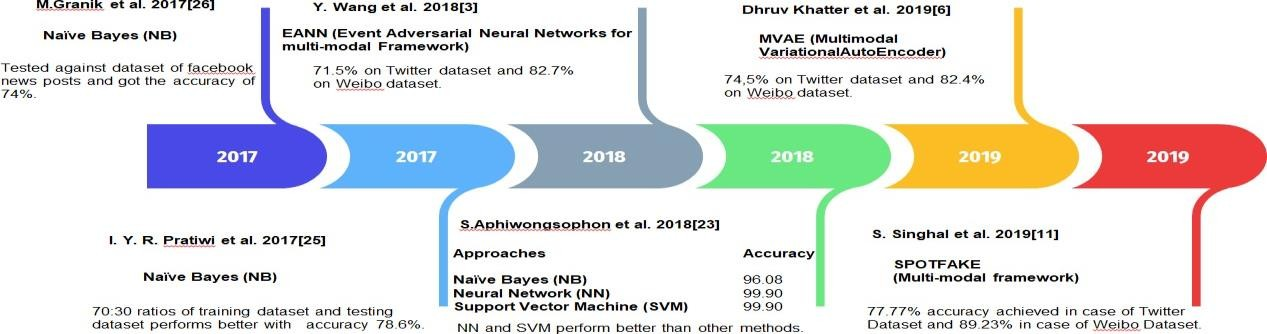 M.Granik et al. 2017[26]
Naïve Bayes (NB)
Tested against dataset of facebook
news posts and got the accuracy of
74%.
Y. Wang et al. 2018[3]
EANN (Event Adversarial Neural Networks for
multi-modal Framework)
71.5% on Twitter dataset and 82.7%
on Weibo dataset.
Dhruv Khatter et al. 2019[6]
MVAE (Multimodal
VariationalAutoEncoder)
74,5% on Twitter dataset and 82.4%
on Weibo dataset.
2017
2017
2018
2018
2019
2019
I. Y. R. Pratiwi et al. 2017[25]
Naïve Bayes (NB)
70:30 ratios of training dataset and testing
dataset performs better with accuracy 78.6%.
S.Aphiwongsophon et al. 2018[23]
Approaches Accuracy
Naïve Bayes (NB) 96.08
Neural Network (NN) 99.90
Support Vector Machine (SVM) 99.90
NN and SVM perform better than other methods.
S. Singhal et al. 2019[11]
SPOTFAKE
(Multi-modal framework)
77.77% accuracy achieved in case of Twitter
Dataset and 89.23% in case of Weibo Dataset.